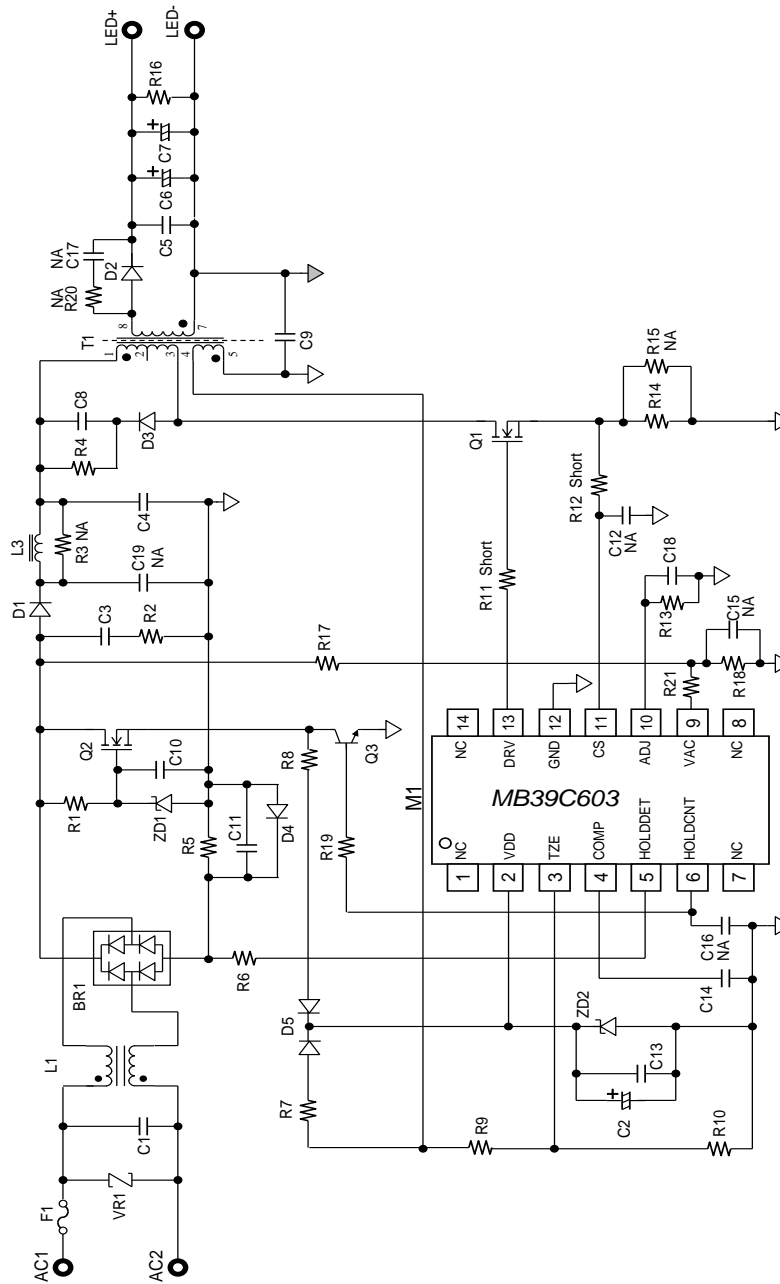 AC1
AC2
F1
VR1
C1
L1
BR1
R1
Q2
ZD1
C10
R5
C11
D4
R6
D1
C3
R2
L3
R3 NA
C19
NA
C4
R4
C8
D3
T1
1
2
3
4
5
8
7
NA
R20
NA
C17
D2
C5
+
C6
+
C7
R16
LED+
LED-
C9
R17
R8
Q3
R19
D5
R7
R9
R10
+
C2
C13
ZD2
C14
C16
NA
M1
MB39C603
1
NC
2
VDD
3
TZE
4
COMP
5
HOLDDET
6
HOLDCNT
7
NC
14
NC
13
DRV
12
GND
11
CS
10
ADJ
9
VAC
8
NC
R11 Short
Q1
R12 Short
C12
NA
R14
R15
NA
R13
C18
R21
R18
C15
NA